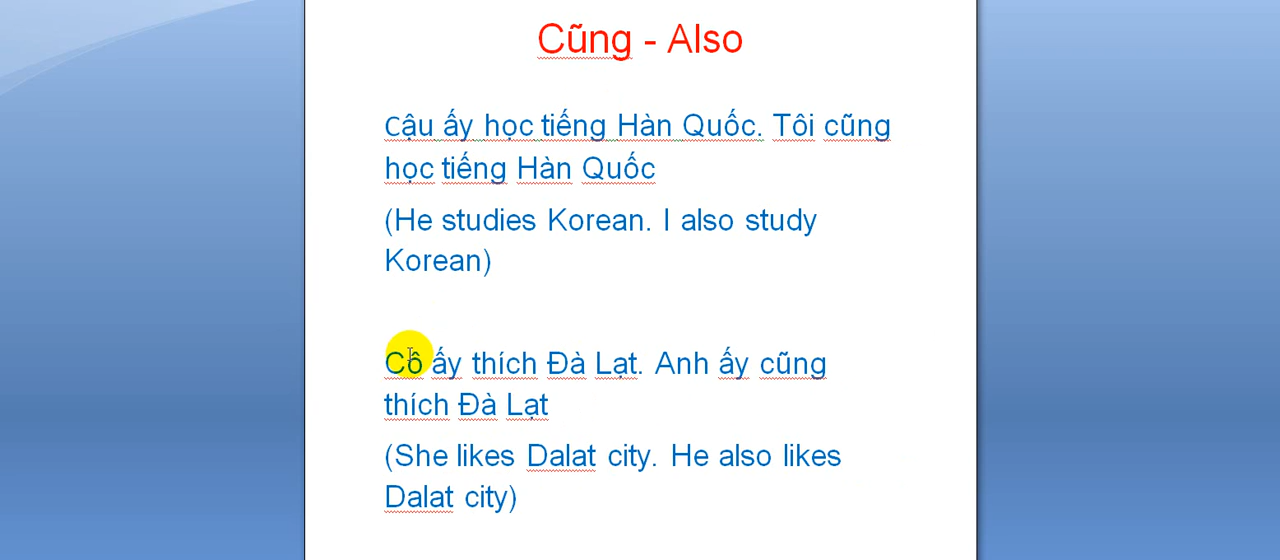 Cũng - Also
Cậu ấy học tiếng Hàn Quốc. Tôi cũng
học tiếng Hàn Quốc
(He studies Korean. I also study
Korean)
Cô ấy thích Đà Lạt. Anh ấy cũng
thích Đà Lạt
(She likes Dalat city. He also likes
Dalat city)